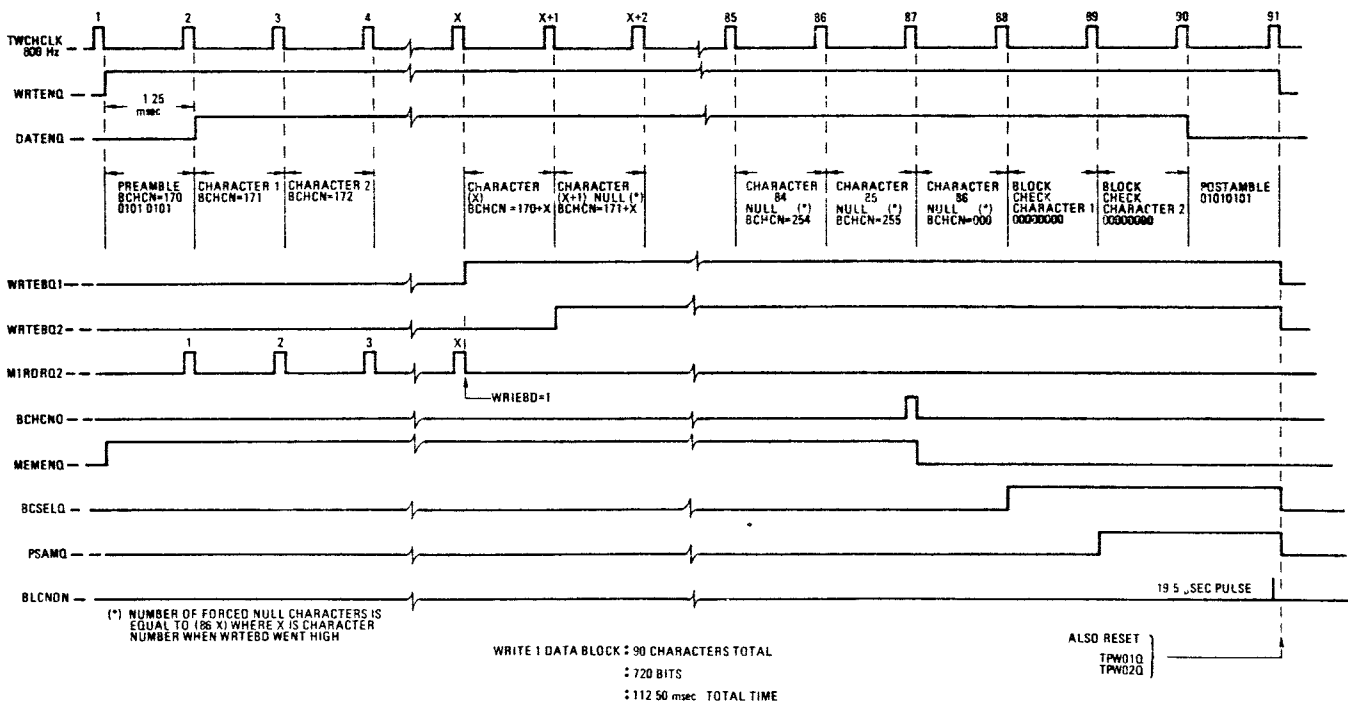 1 2 3 4 X X+1 X+2 85 86 87 88 89 90 91
TWCHCLK
800 Hz
WRTENQ
1.25
msec
DATENQ
PREAMBLE
BCHCN=170
0101 0101
CHARACTER 1
BCHCN=171
CHARACTER 2
BCHCN=172
CHARACTER
(X)
BCHCN =170+X
CHARACTER
(X+1) NULL (*)
BCHCN=171+X
CHARACTER
84
NULL (*)
BCHCN=254
CHARACTER
25
NULL (*)
BCHCN=255
CHARACTER
86
NULL (*)
BCHCN=000
BLOCK
CHECK
CHARACTER 1
00000000
BLOCK
CHECK
CHARACTER 2
00000000
POSTAMBLE
01010101
WRTEBQ1
WRTEBQ2
1 2 3 X
M1RDRQ2
WRIEBD=1
BCHCNO
MEMENQ
BCSELQ
PSAMQ
BLCNDN
19 5 SEC PULSE
(*) NUMBER OF FORCED NULL CHARACTERS IS
EQUAL TO (86 X) WHERE X IS CHARACTER
NUMBER WHEN WRTEBD WENT HIGH
WRITE 1 DATA BLOCK : 90 CHARACTERS TOTAL
: 720 BITS
: 112 50 msec TOTAL TIME
ALSO RESET
TPW01Q
TPW02Q